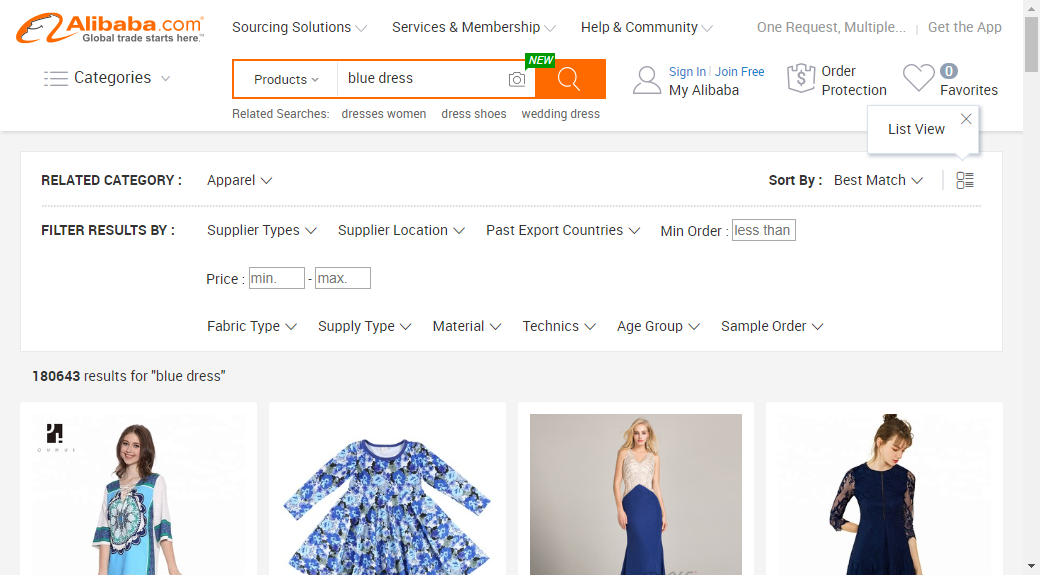 Alibaba.com
Global trade starts here.™
Sourcing Solutions
Services & Membership
Help & Community
One Request, Multiple...
Get the App
Categories
Products
blue dress
NEW
Sign In
Join Free
My Alibaba
Order
Protection
0
Favorites
Related Searches:
dresses women
dress shoes
wedding dress
List View
RELATED CATEGORY :
Apparel
Sort By :
Best Match
FILTER RESULTS BY :
Supplier Types
Supplier Location
Past Export Countries
Min Order :
less than
Price :
min.
-
max.
Fabric Type
Supply Type
Material
Technics
Age Group
Sample Order
180643 results for "blue dress"